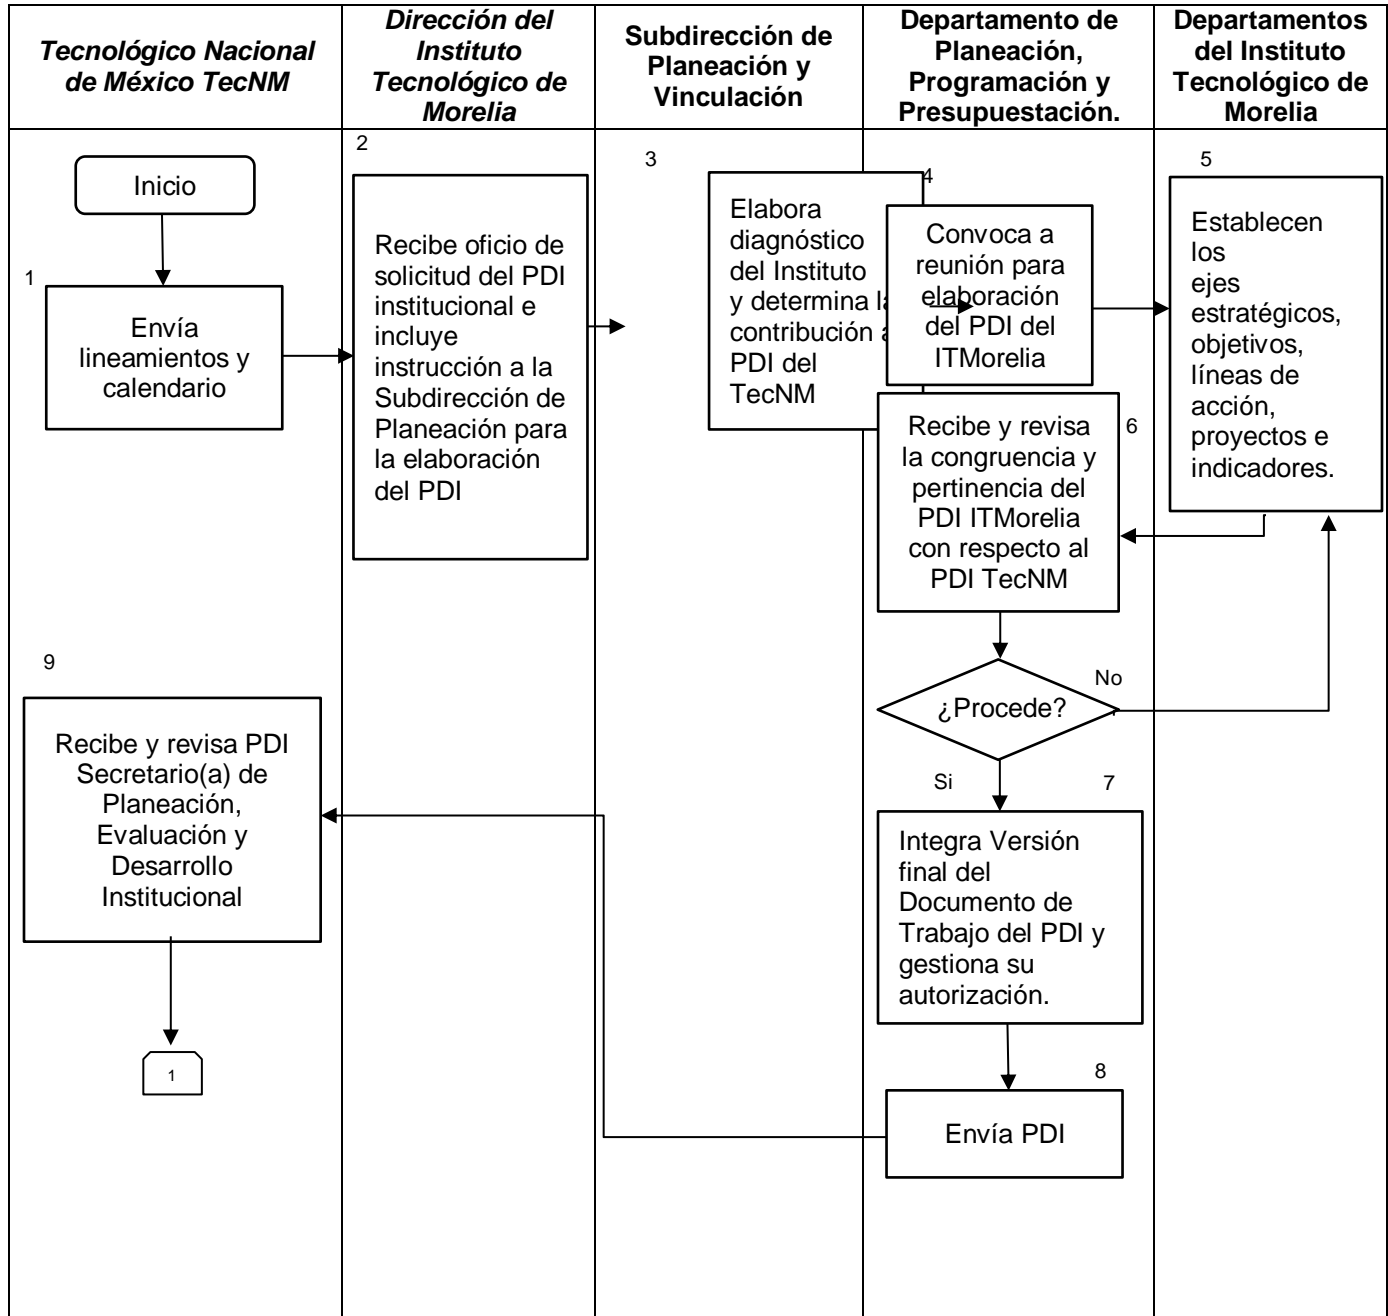 Tecnológico Nacional
de México TecNM
Dirección del
Instituto
Tecnológico de
Morelia
Subdirección de
Planeación y
Vinculación
Departamento de
Planeación,
Programación y
Presupuestación.
Departamentos
del Instituto
Tecnológico de
Morelia
Inicio
1
Envía
lineamientos y
calendario
2
Recibe oficio de
solicitud del PDI
institucional e
incluye
instrucción a la
Subdirección de
Planeación para
la elaboración
del PDI
3
Elabora
diagnóstico
del Instituto
y determina la
contribución a
PDI del
TecNM
4
Convoca a
reunión para
elaboración
del PDI del
ITMorelia
5
Establecen
los
ejes
estratégicos,
objetivos,
líneas de
acción,
proyectos e
indicadores.
6
Recibe y revisa
la congruencia y
pertinencia del
PDI ITMorelia
con respecto al
PDI TecNM
¿Procede?
No
Si
7
Integra Versión
final del
Documento de
Trabajo del PDI y
gestiona su
autorización.
8
Envía PDI
9
Recibe y revisa PDI
Secretario(a) de
Planeación,
Evaluación y
Desarrollo
Institucional
1